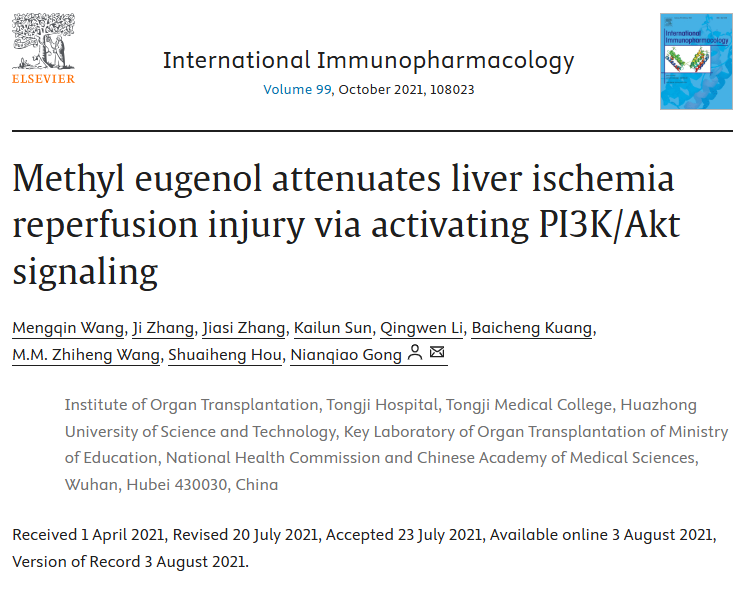 ELSEVIER
International Immunopharmacology
Volume 99, October 2021, 108023
International
Immunopharmacology
Methyl eugenol attenuates liver ischemia
reperfusion injury via activating PI3K/Akt
signaling
Mengqin Wang, Ji Zhang, Jiasi Zhang, Kailun Sun, Qingwen Li, Baicheng Kuang,
M.M. Zhiheng Wang, Shuaiheng Hou, Nianqiao Gong
Institute of Organ Transplantation, Tongji Hospital, Tongji Medical College, Huazhong
University of Science and Technology, Key Laboratory of Organ Transplantation of Ministry
of Education, National Health Commission and Chinese Academy of Medical Sciences,
Wuhan, Hubei 430030, China
Received 1 April 2021, Revised 20 July 2021, Accepted 23 July 2021, Available online 3 August 2021,
Version of Record 3 August 2021.